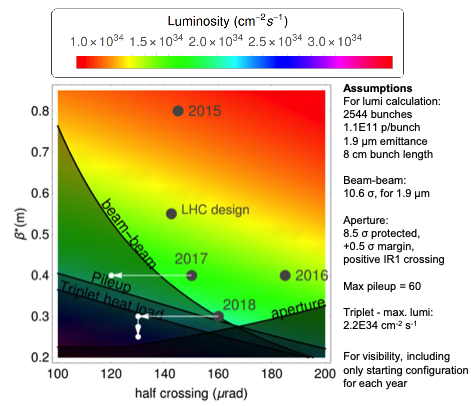 Luminosity (cm⁻²s⁻¹)
1.0×10³⁴ 1.5×10³⁴ 2.0×10³⁴ 2.5×10³⁴ 3.0×10³⁴
β*(m)
0.8
0.7
0.6
0.5
0.4
0.3
0.2
2015
LHC design
beam-beam
2017
2016
Pileup
Triplet heat load
2018
aperture
100 120 140 160 180 200
half crossing (μrad)
Assumptions
For lumi calculation:
2544 bunches
1.1E11 p/bunch
1.9 μm emittance
8 cm bunch length
Beam-beam:
10.6 σ, for 1.9 μm
Aperture:
8.5 σ protected,
+0.5 σ margin,
positive IR1 crossing
Max pileup = 60
Triplet - max. lumi:
2.2E34 cm⁻² s⁻¹
For visibility, including
only starting configuration
for each year